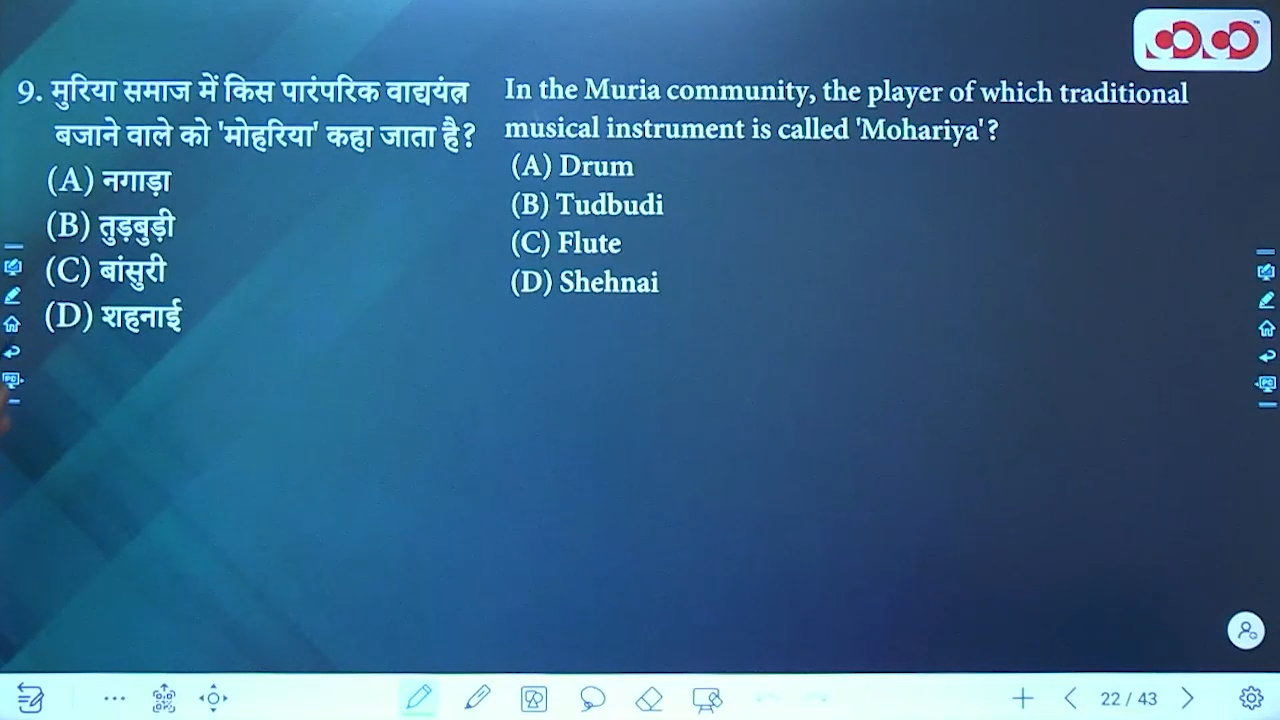 9. मुरिया समाज में किस पारंपरिक वाद्ययंत्र
बजाने वाले को 'मोहरिया' कहा जाता है?
(A) नगाड़ा
(B) तुड़बुड़ी
(C) बांसुरी
(D) शहनाई
In the Muria community, the player of which traditional
musical instrument is called 'Mohariya'?
(A) Drum
(B) Tudbudi
(C) Flute
(D) Shehnai
22 / 43